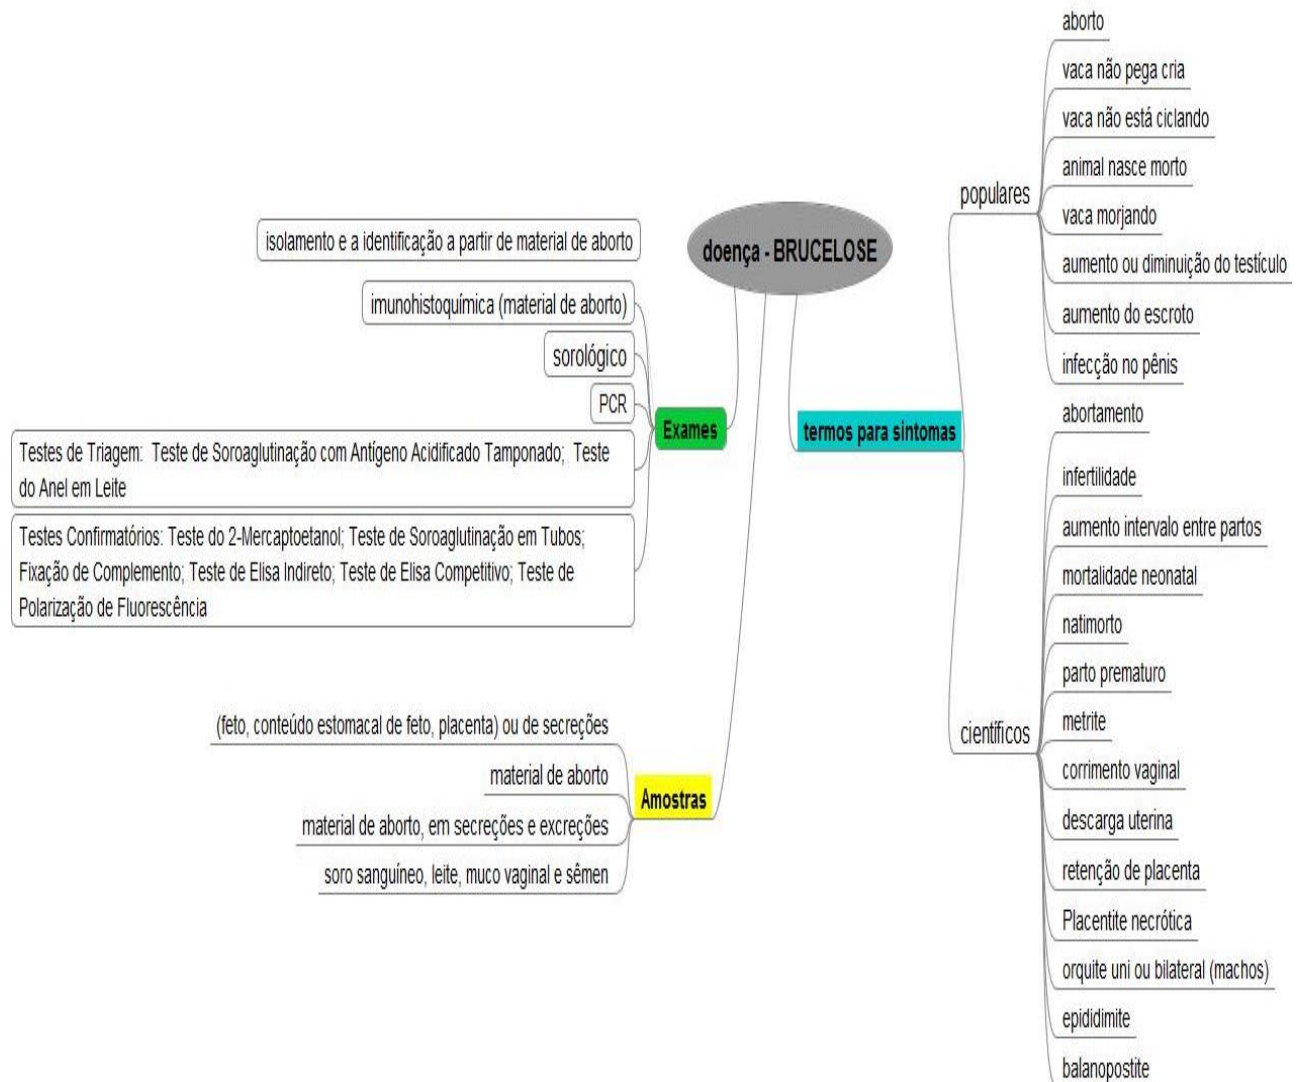 doença - BRUCELOSE
Exames
isolamento e a identificação a partir de material de aborto
imunohistoquímica (material de aborto)
sorológico
PCR
Testes de Triagem: Teste de Soroaglutinação com Antígeno Acidificado Tamponado; Teste
do Anel em Leite
Testes Confirmatórios: Teste do 2-Mercaptoetanol; Teste de Soroaglutinação em Tubos;
Fixação de Complemento; Teste de Elisa Indireto; Teste de Elisa Competitivo; Teste de
Polarização de Fluorescência
Amostras
(feto, conteúdo estomacal de feto, placenta) ou de secreções
material de aborto
material de aborto, em secreções e excreções
soro sanguíneo, leite, muco vaginal e sêmen
termos para sintomas
populares
aborto
vaca não pega cria
vaca não está ciclando
animal nasce morto
vaca morjando
aumento ou diminuição do testículo
aumento do escroto
infecção no pênis
científicos
abortamento
infertilidade
aumento intervalo entre partos
mortalidade neonatal
natimorto
parto prematuro
metrite
corrimento vaginal
descarga uterina
retenção de placenta
Placentite necrótica
orquite uni ou bilateral (machos)
epididimite
balanopostite